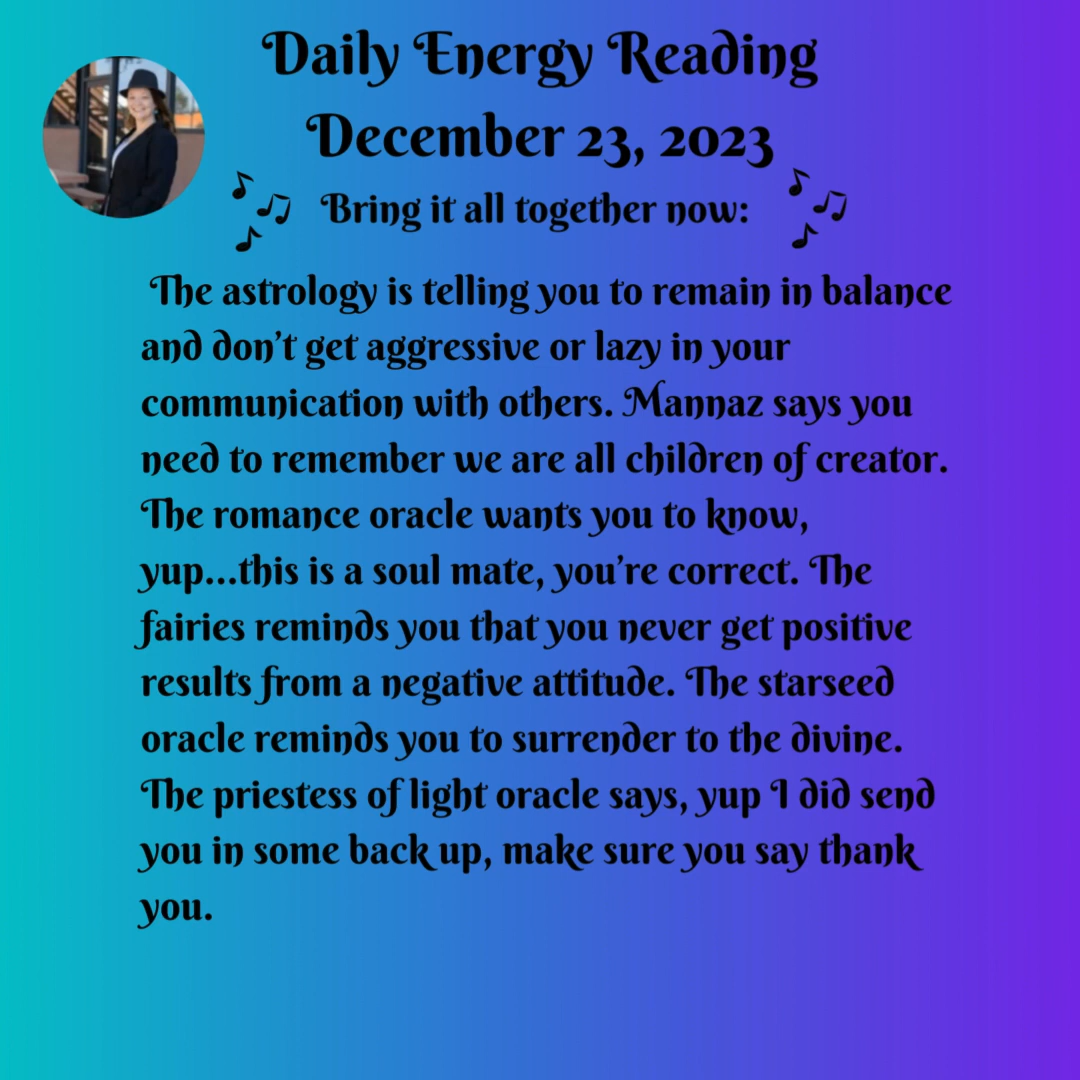 Daily Energy Reading
December 23, 2023
Bring it all together now:
The astrology is telling you to remain in balance
and don't get aggressive or lazy in your
communication with others. Mannaz says you
need to remember we are all children of creator.
The romance oracle wants you to know,
yup...this is a soul mate, you're correct. The
fairies reminds you that you never get positive
results from a negative attitude. The starseed
oracle reminds you to surrender to the divine.
The priestess of light oracle says, yup I did send
you in some back up, make sure you say thank
you.